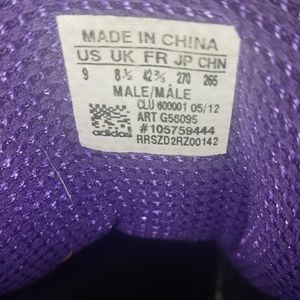 MADE IN CHINA
US UK FR JP CHN
9 8½ 42⅔ 270 265
MALE/MÂLE
CLU 600001 05/12
ART G56095
#105759444
adidas
RRSZD2RZ00142